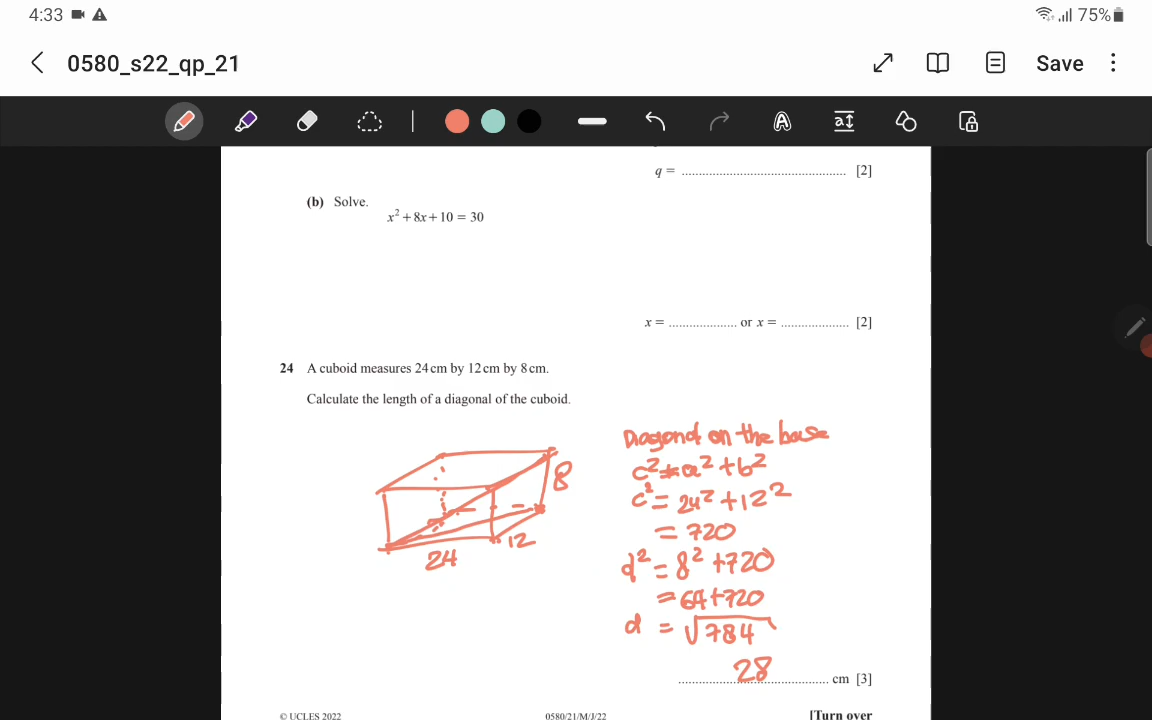 4:33 75%
0580_s22_qp_21 Save
q = ................................................ [2]
(b) Solve.
x² + 8x + 10 = 30
x = .................... or x = .................... [2]
24 A cuboid measures 24 cm by 12 cm by 8 cm.
Calculate the length of a diagonal of the cuboid.
Diagonal on the base
c² = a² + b²
c² = 24² + 12²
= 720
d² = 8² + 720
= 64 + 720
d = √784
28
8
12
24
........................................... cm [3]
© UCLES 2022 0580/21/M/J/22 [Turn over